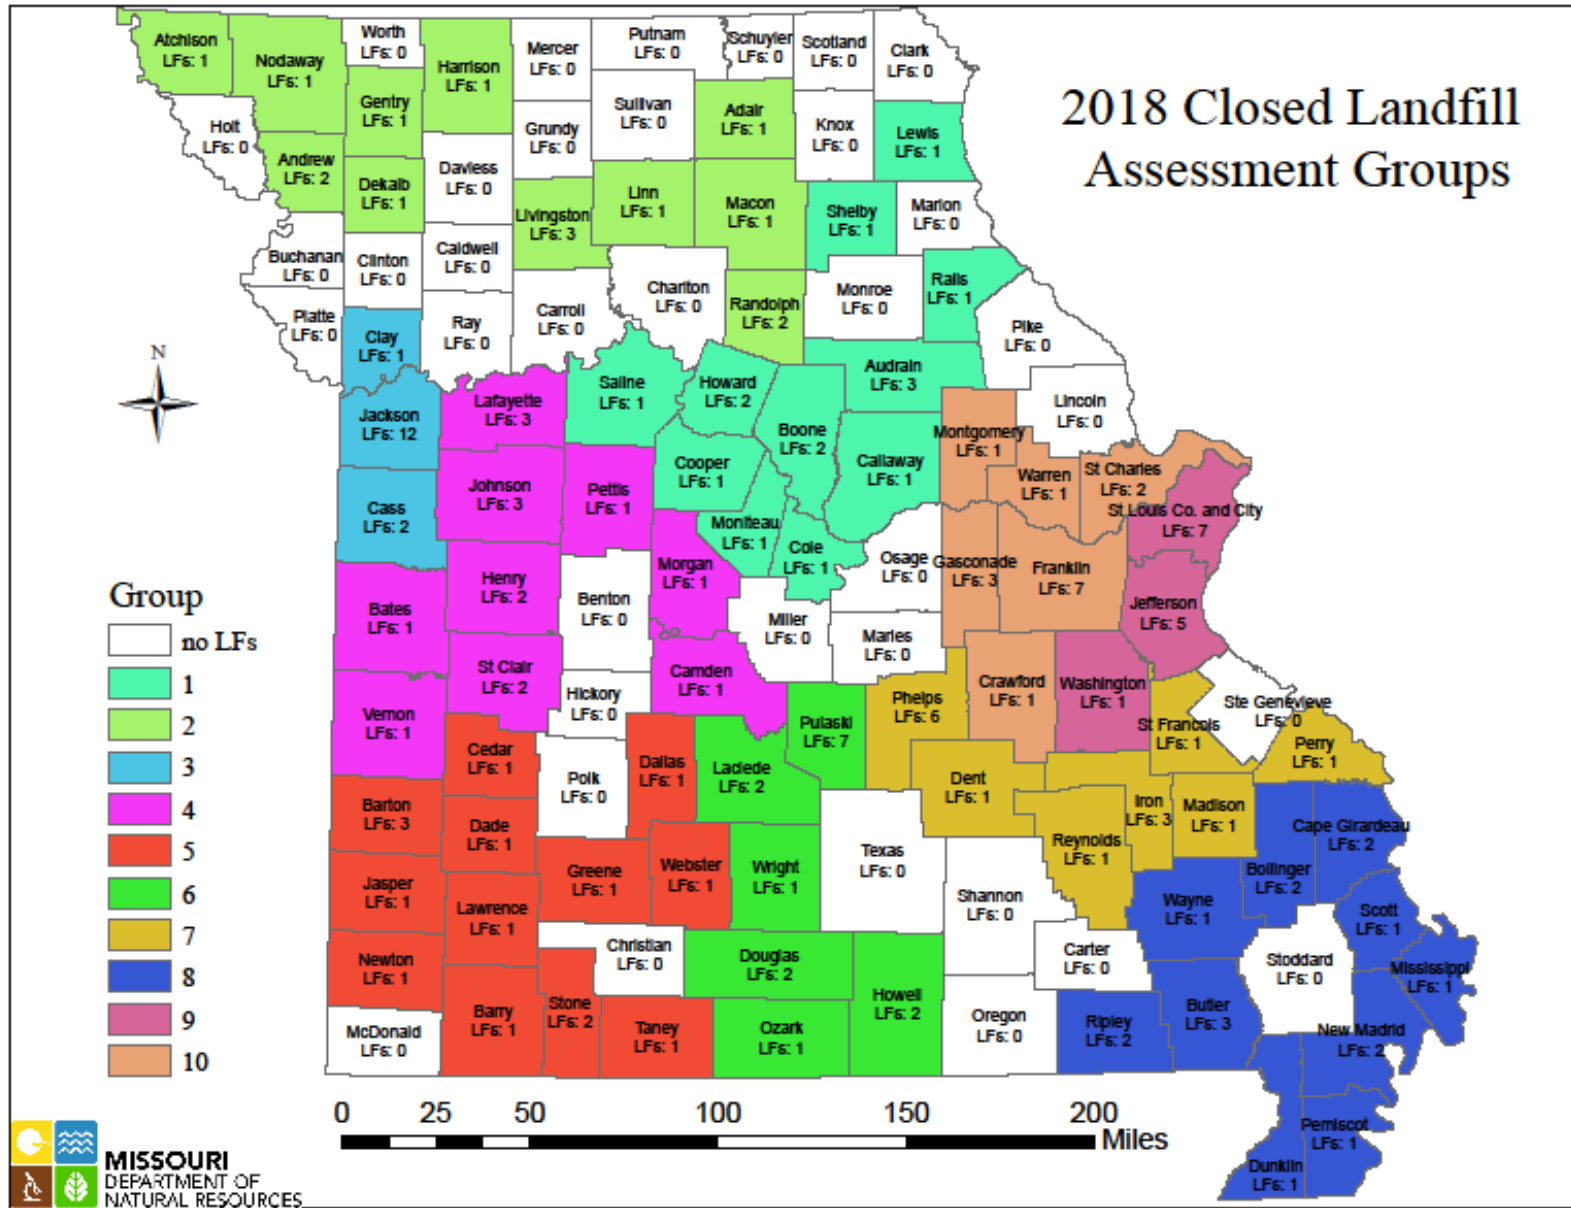 2018 Closed Landfill
Assessment Groups
Atchison
LFs: 1
Nodaway
LFs: 1
Worth
LFs: 0
Harrison
LFs: 1
Mercer
LFs: 0
Putnam
LFs: 0
Schuyler
LFs: 0
Scotland
LFs: 0
Clark
LFs: 0
Holt
LFs: 0
Gentry
LFs: 1
Sullivan
LFs: 0
Adair
LFs: 1
Knox
LFs: 0
Lewis
LFs: 1
Grundy
LFs: 0
Andrew
LFs: 2
Dekalb
LFs: 1
Daviess
LFs: 0
Livingston
LFs: 3
Linn
LFs: 1
Macon
LFs: 1
Shelby
LFs: 1
Marion
LFs: 0
Buchanan
LFs: 0
Clinton
LFs: 0
Caldwell
LFs: 0
Chariton
LFs: 0
Randolph
LFs: 2
Monroe
LFs: 0
Ralls
LFs: 1
Platte
LFs: 0
Clay
LFs: 1
Ray
LFs: 0
Carroll
LFs: 0
Pike
LFs: 0
N
Jackson
LFs: 12
Lafayette
LFs: 3
Saline
LFs: 1
Howard
LFs: 2
Audrain
LFs: 3
Lincoln
LFs: 0
Boone
LFs: 2
Callaway
LFs: 1
Montgomery
LFs: 1
Warren
LFs: 1
St Charles
LFs: 2
St.Louis Co. and City
LFs: 7
Cass
LFs: 2
Johnson
LFs: 3
Pettis
LFs: 1
Cooper
LFs: 1
Moniteau
LFs: 1
Cole
LFs: 1
Osage
LFs: 0
Gasconade
LFs: 3
Franklin
LFs: 7
Jefferson
LFs: 5
Bates
LFs: 1
Henry
LFs: 2
Benton
LFs: 0
Morgan
LFs: 1
Miller
LFs: 0
Maries
LFs: 0
Vernon
LFs: 1
St Clair
LFs: 2
Hickory
LFs: 0
Camden
LFs: 1
Pulaski
LFs: 7
Phelps
LFs: 6
Crawford
LFs: 1
Washington
LFs: 1
St Francois
LFs: 1
Ste Genevieve
LFs: 0
Perry
LFs: 1
Cedar
LFs: 1
Polk
LFs: 0
Dallas
LFs: 1
Laclede
LFs: 2
Dent
LFs: 1
Iron
LFs: 3
Madison
LFs: 1
Barton
LFs: 3
Dade
LFs: 1
Greene
LFs: 1
Webster
LFs: 1
Wright
LFs: 1
Texas
LFs: 0
Reynolds
LFs: 1
Cape Girardeau
LFs: 2
Bollinger
LFs: 2
Jasper
LFs: 1
Lawrence
LFs: 1
Shannon
LFs: 0
Wayne
LFs: 1
Scott
LFs: 1
Newton
LFs: 1
Christian
LFs: 0
Douglas
LFs: 2
Howell
LFs: 2
Carter
LFs: 0
Stoddard
LFs: 0
Mississippi
LFs: 1
McDonald
LFs: 0
Barry
LFs: 1
Stone
LFs: 2
Taney
LFs: 1
Ozark
LFs: 1
Oregon
LFs: 0
Ripley
LFs: 2
Butler
LFs: 3
New Madrid
LFs: 2
Pemiscot
LFs: 1
Dunklin
LFs: 1
Group
no LFs
1
2
3
4
5
6
7
8
9
10
0 25 50 100 150 200
Miles
MISSOURI
DEPARTMENT OF
NATURAL RESOURCES